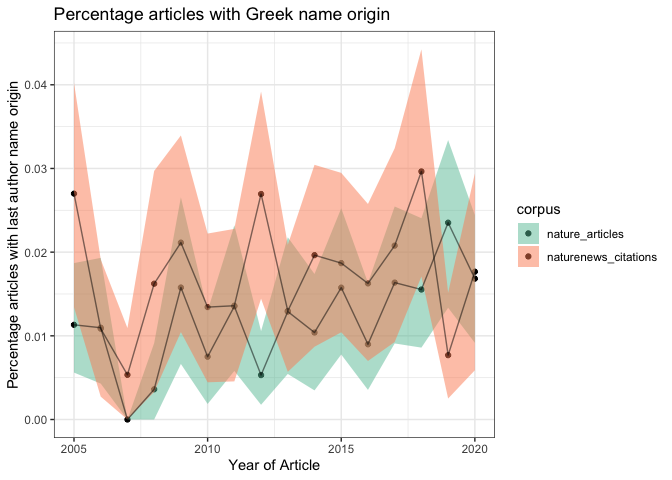 Percentage articles with Greek name origin
Percentage articles with last author name origin
0.04
0.03
0.02
0.01
0.00
2005
2010
2015
2020
Year of Article
corpus
nature_articles
naturenews_citations